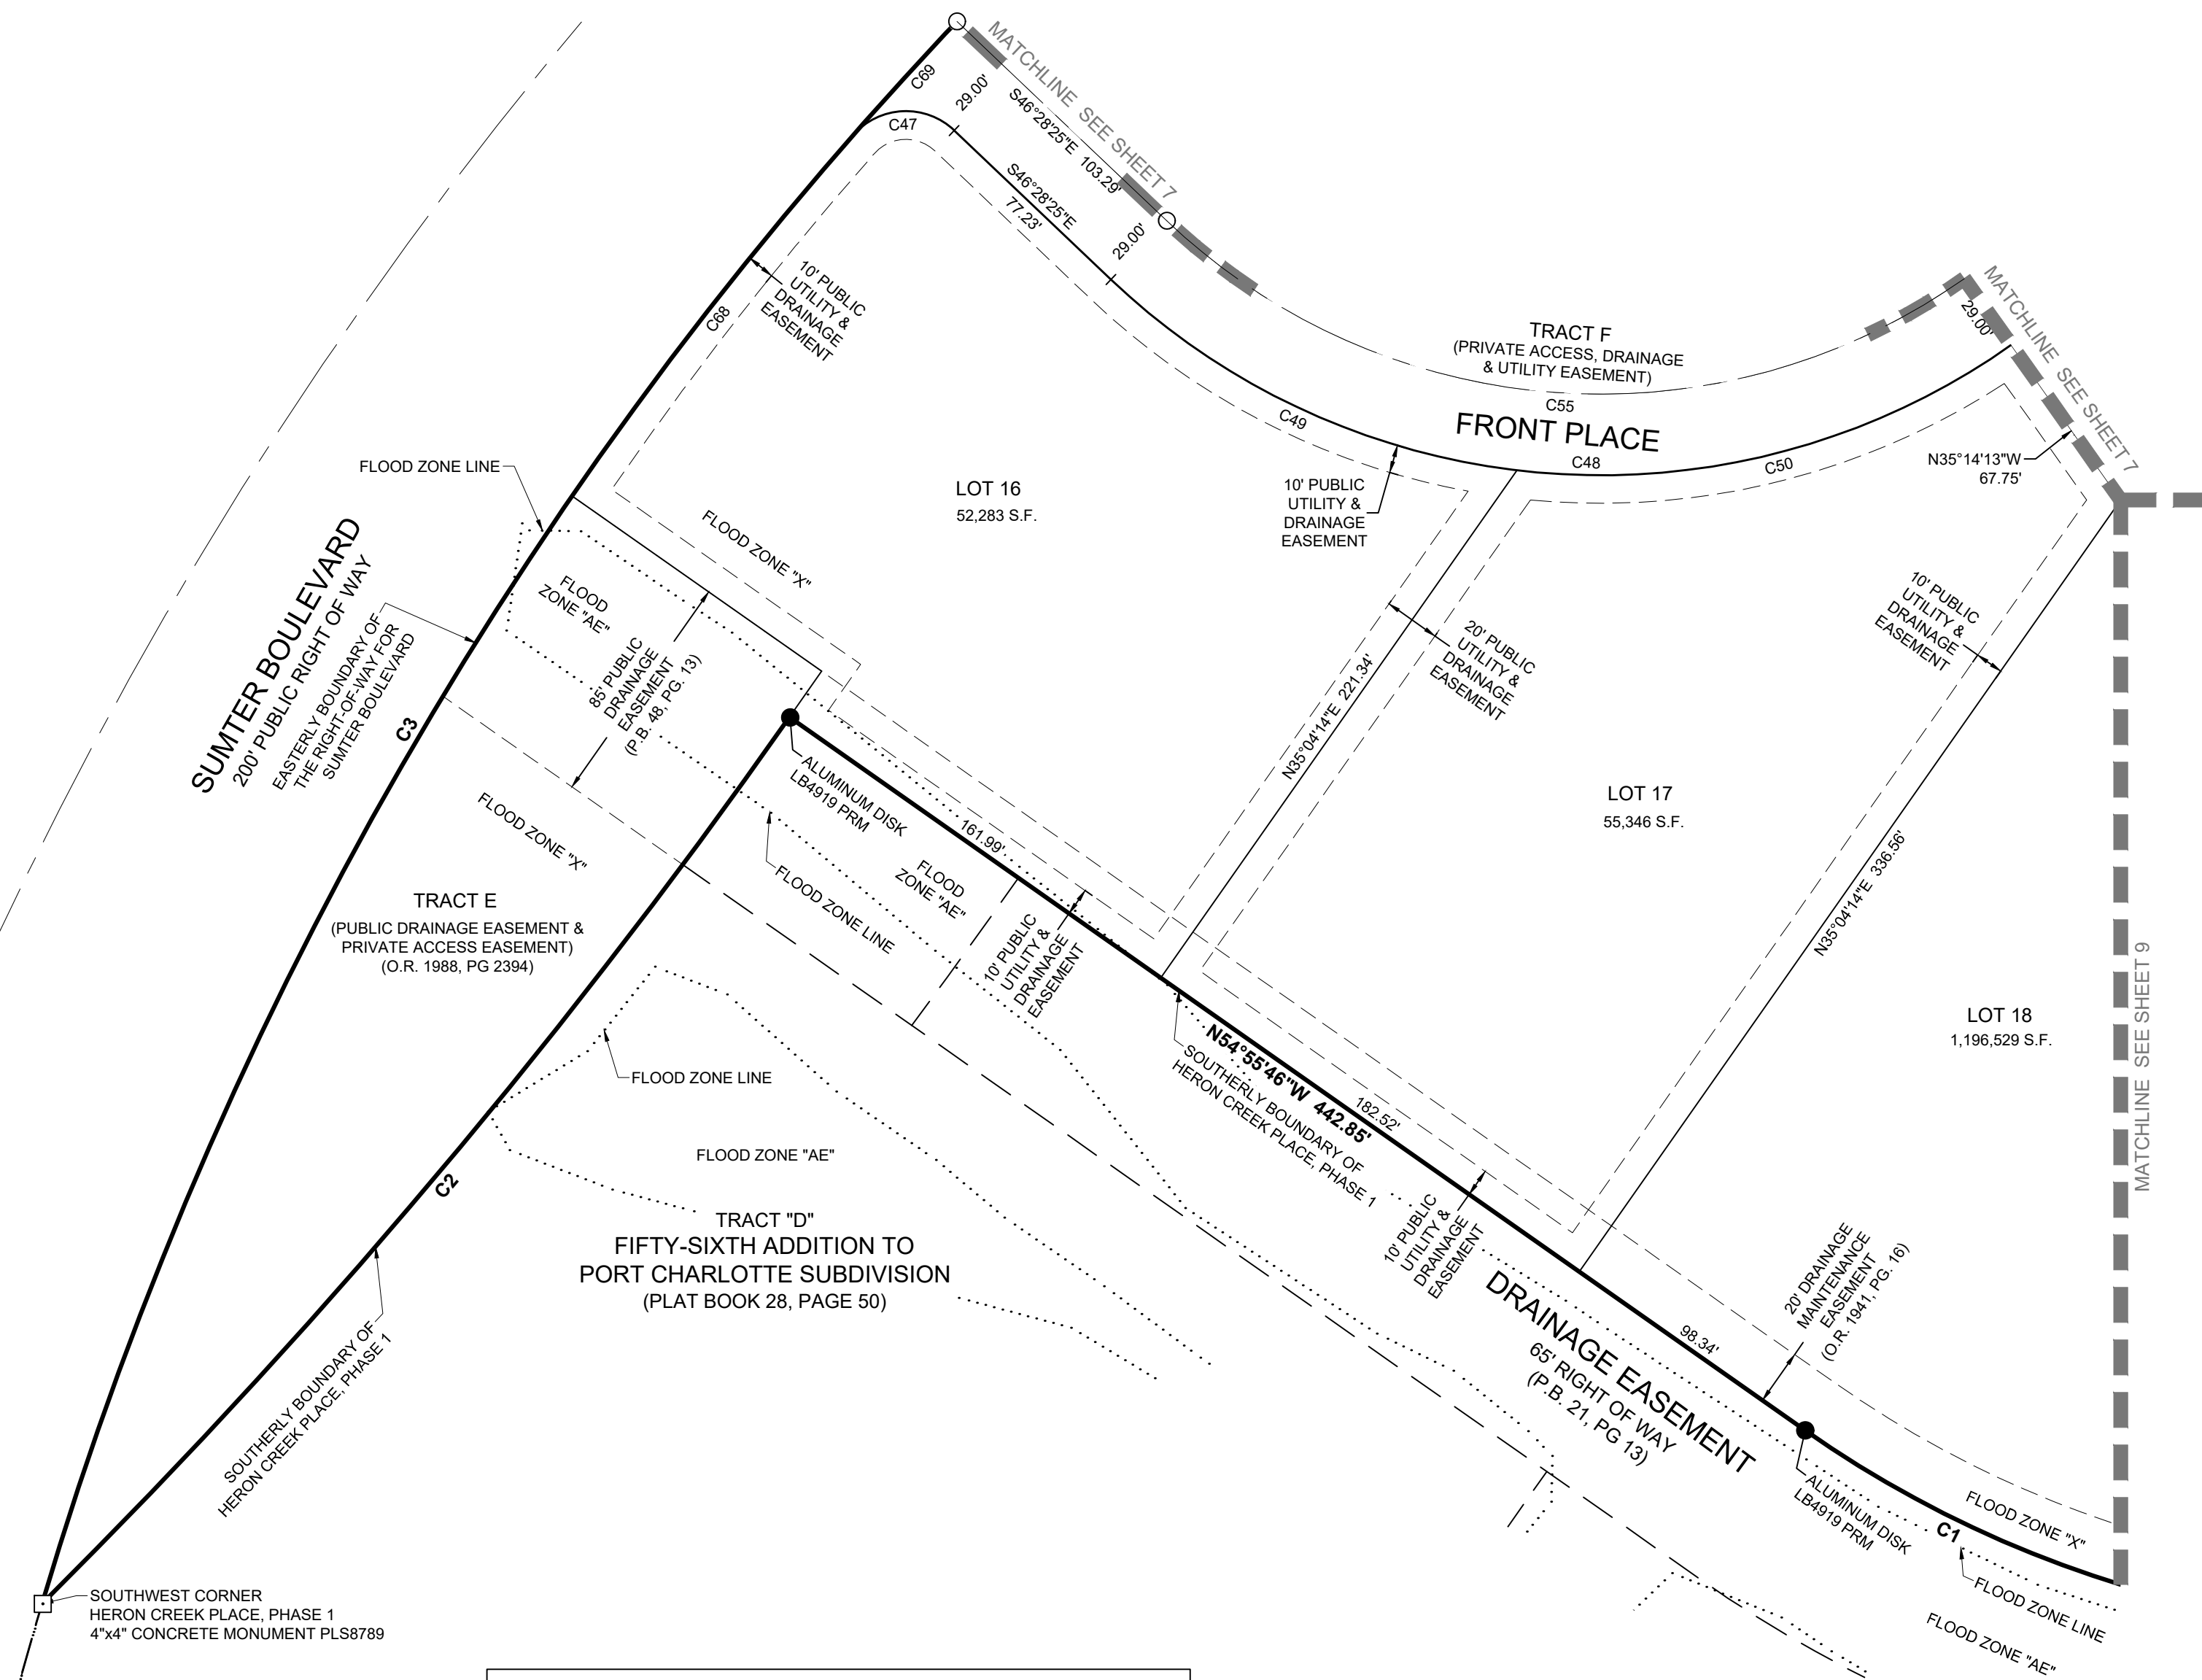 MATCHLINE SEE SHEET 7
C69
29.00'
S46°28'25"E 103.29'
C47
S46°28'25"E
77.23'
29.00'
MATCHLINE SEE SHEET 7
29.00'
10' PUBLIC
UTILITY &
DRAINAGE
EASEMENT
C68
TRACT F
(PRIVATE ACCESS, DRAINAGE
& UTILITY EASEMENT)
C55
FRONT PLACE
C49
C48
C50
N35°14'13"W
67.75'
FLOOD ZONE LINE
LOT 16
52,283 S.F.
10' PUBLIC
UTILITY &
DRAINAGE
EASEMENT
FLOOD ZONE "X"
SUMTER BOULEVARD
200' PUBLIC RIGHT OF WAY
EASTERLY BOUNDARY OF
THE RIGHT-OF-WAY FOR
SUMTER BOULEVARD
FLOOD
ZONE "AE"
85' PUBLIC
DRAINAGE
EASEMENT
(P.B. 48, PG. 13)
20' PUBLIC
UTILITY &
DRAINAGE
EASEMENT
10' PUBLIC
UTILITY &
DRAINAGE
EASEMENT
N35°04'14"E 221.34'
C3
ALUMINUM DISK
LB4919 PRM
LOT 17
55,346 S.F.
FLOOD ZONE "X"
161.99'
N35°04'14"E 336.56'
FLOOD
ZONE "AE"
FLOOD ZONE LINE
TRACT E
(PUBLIC DRAINAGE EASEMENT &
PRIVATE ACCESS EASEMENT)
(O.R. 1988, PG 2394)
10' PUBLIC
UTILITY &
DRAINAGE
EASEMENT
LOT 18
1,196,529 S.F.
MATCHLINE SEE SHEET 9
N54°55'46"W 442.85'
SOUTHERLY BOUNDARY OF
HERON CREEK PLACE, PHASE 1
182.52'
FLOOD ZONE LINE
FLOOD ZONE "AE"
C2
TRACT "D"
FIFTY-SIXTH ADDITION TO
PORT CHARLOTTE SUBDIVISION
(PLAT BOOK 28, PAGE 50)
10' PUBLIC
UTILITY &
DRAINAGE
EASEMENT
20' DRAINAGE
MAINTENANCE
EASEMENT
(O.R. 1941, PG. 16)
98.34'
DRAINAGE EASEMENT
65' RIGHT OF WAY
(P.B. 21, PG 13)
SOUTHERLY BOUNDARY OF
HERON CREEK PLACE, PHASE 1
ALUMINUM DISK
LB4919 PRM
C1
FLOOD ZONE "X"
FLOOD ZONE LINE
FLOOD ZONE "AE"
SOUTHWEST CORNER
HERON CREEK PLACE, PHASE 1
4"x4" CONCRETE MONUMENT PLS8789